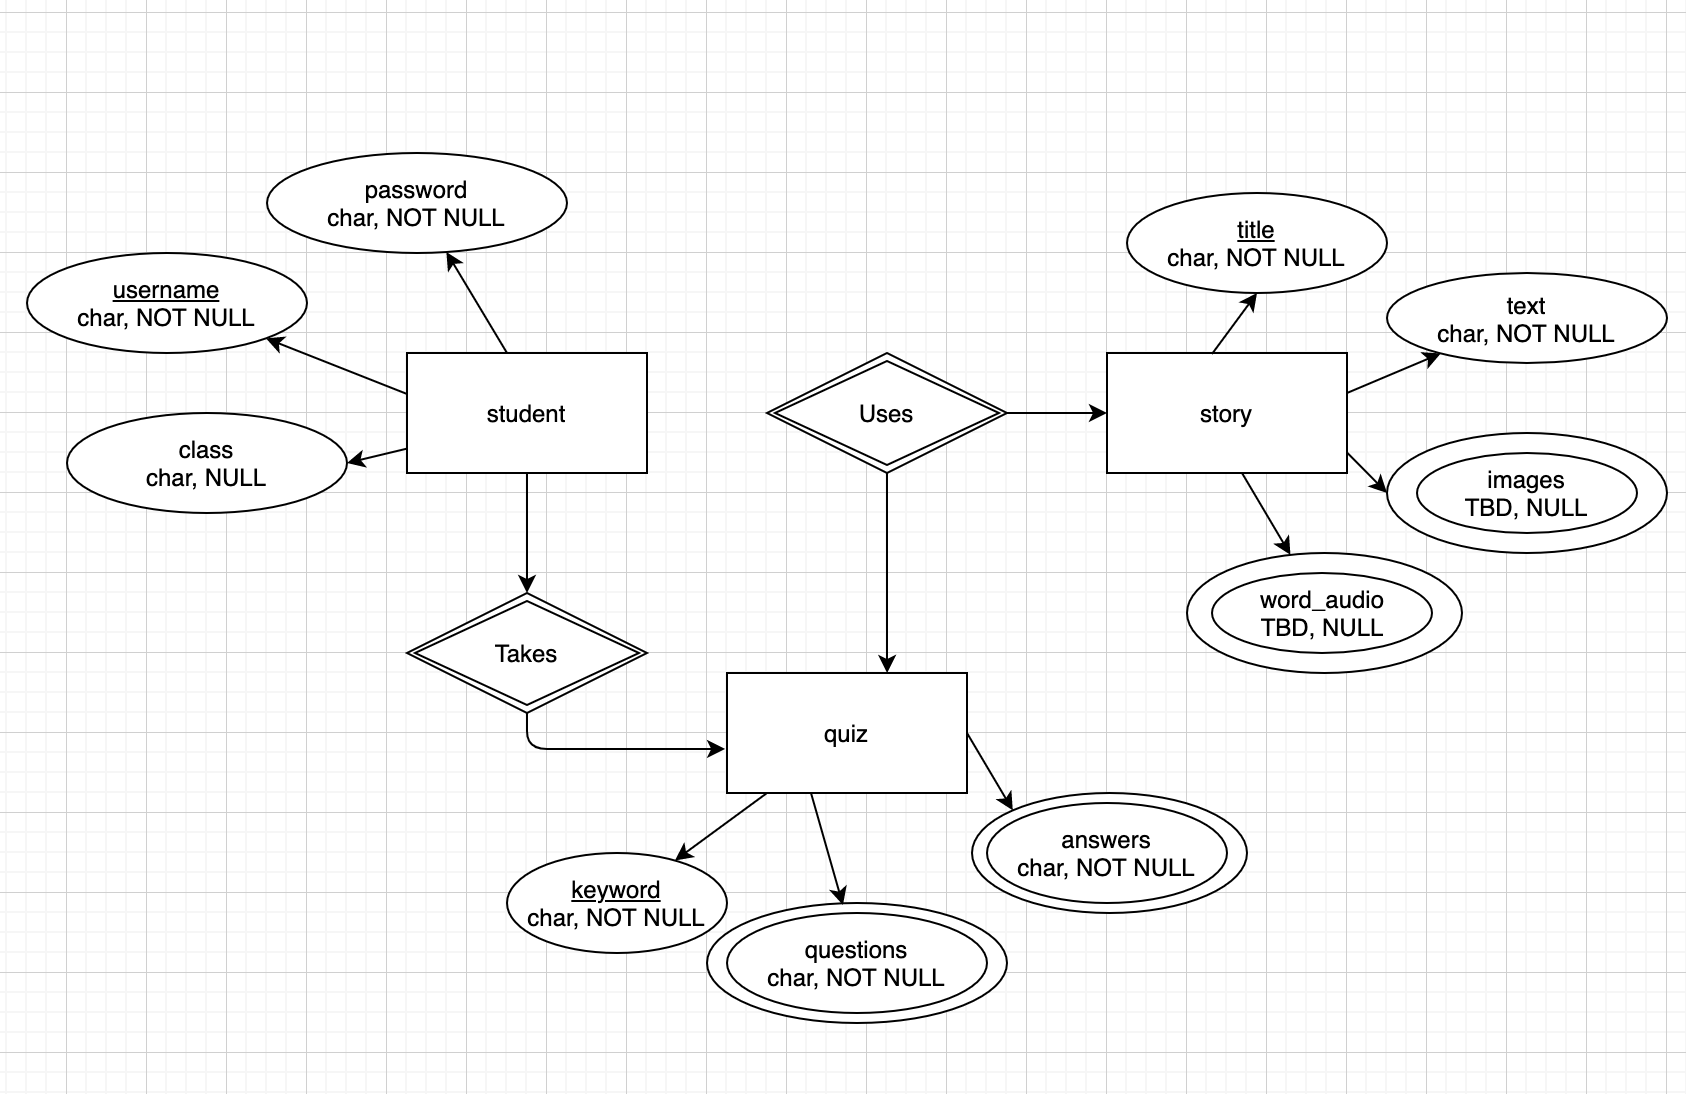 password
char, NOT NULL
username
char, NOT NULL
class
char, NULL
student
Takes
Uses
story
title
char, NOT NULL
text
char, NOT NULL
images
TBD, NULL
word_audio
TBD, NULL
quiz
keyword
char, NOT NULL
questions
char, NOT NULL
answers
char, NOT NULL